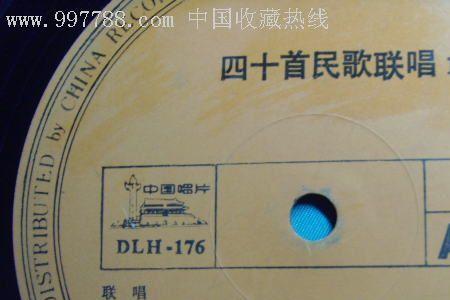 www.997788.com 中国收藏热线
四十首民歌联唱
DISTRIBUTED by CHINA RECO
中国唱片
DLH-176
联唱